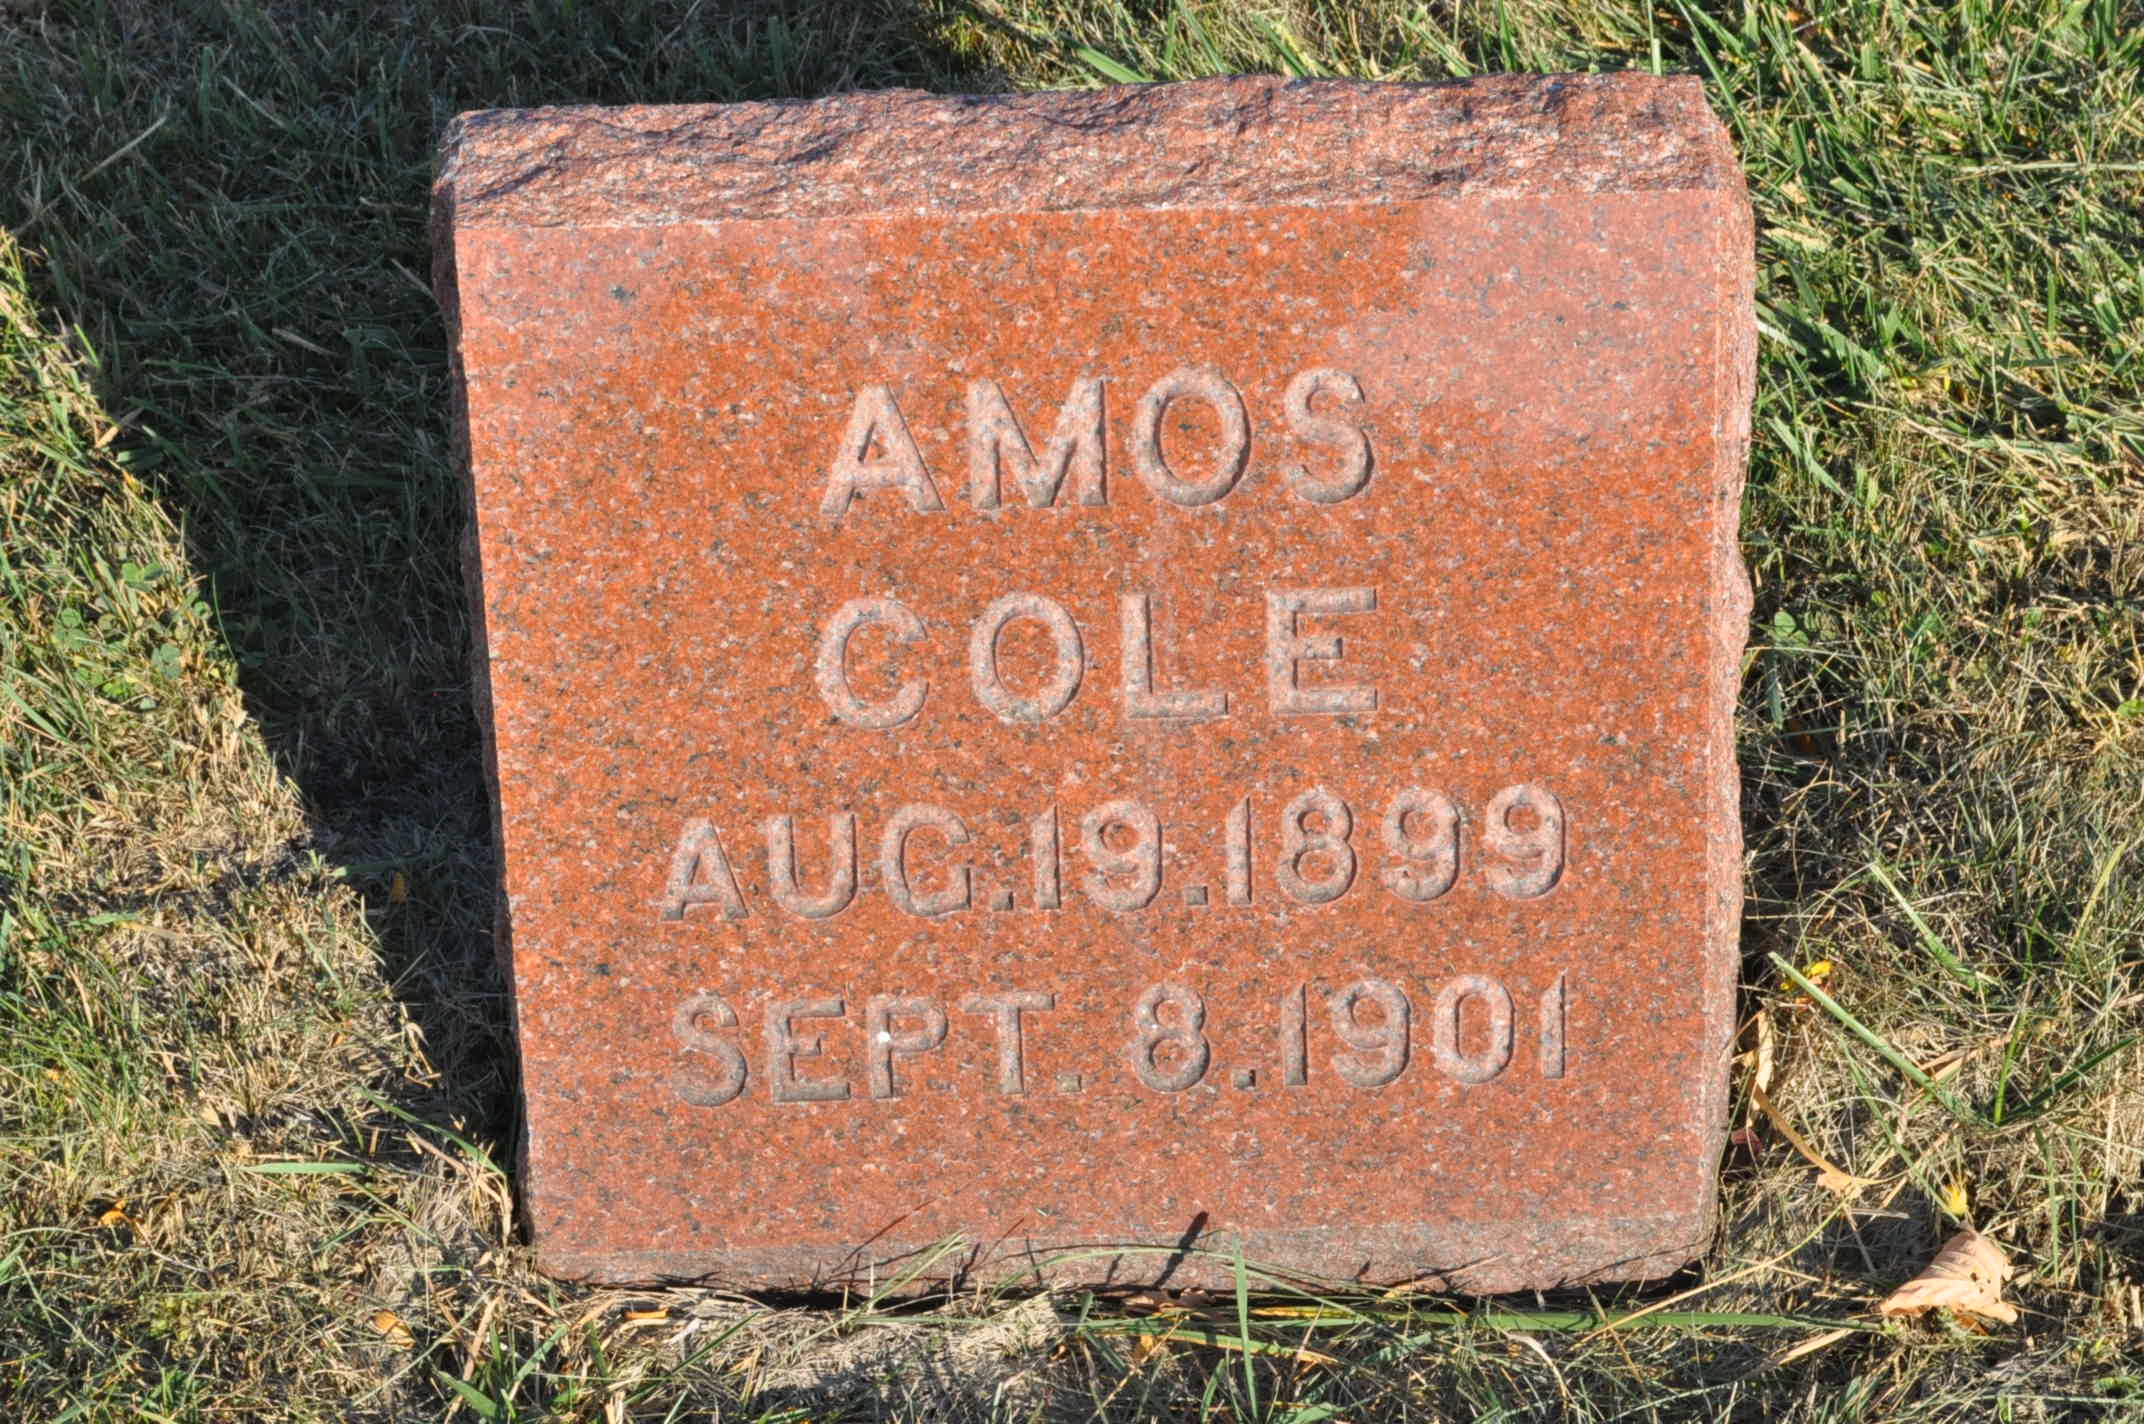 AMOS
COLE
AUG. 19. 1899
SEPT. 8. 1901